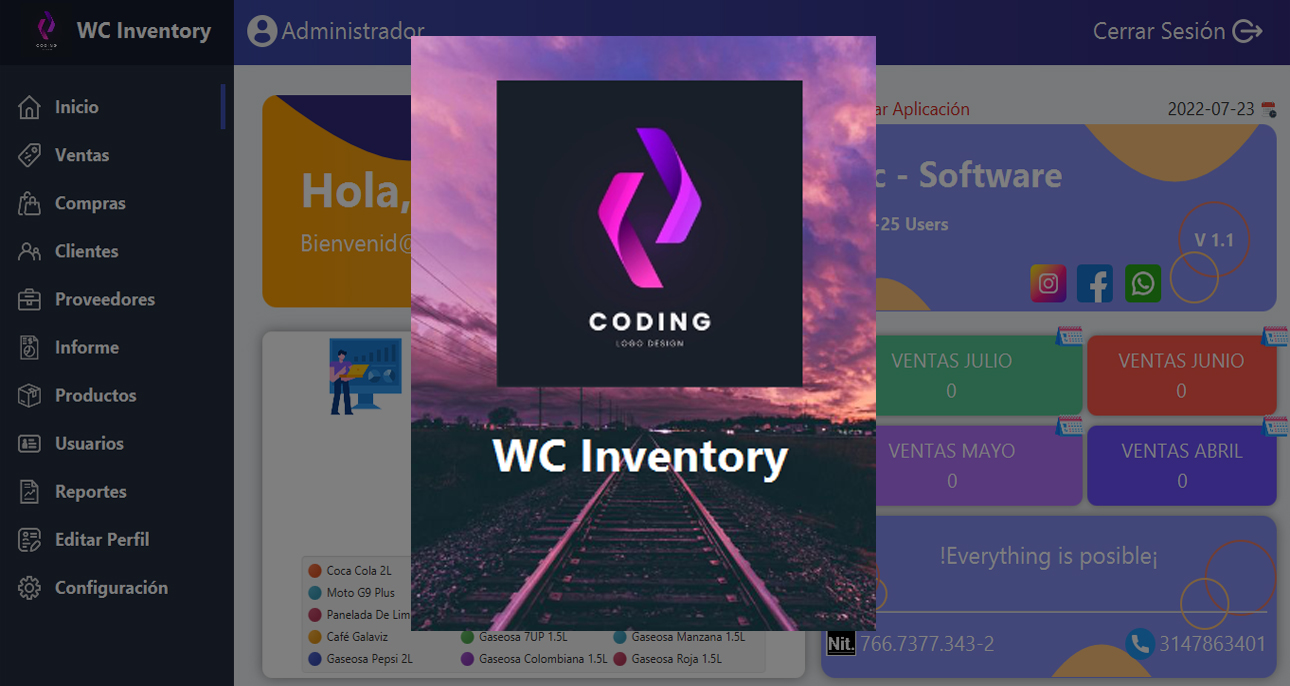 WC Inventory
Administrador
Cerrar Sesión
Inicio
Ventas
Compras
Clientes
Proveedores
Informe
Productos
Usuarios
Reportes
Editar Perfil
Configuración
Hola,
Bienvenid@
CODING
LOGO DESIGN
WC Inventory
Aplicación
2022-07-23
- Software
-25 Users
V 1.1
VENTAS JULIO
0
VENTAS JUNIO
0
VENTAS MAYO
0
VENTAS ABRIL
0
Coca Cola 2L
Moto G9 Plus
Panelada De Lim
Café Galaviz
Gaseosa 7UP 1.5L
Gaseosa Manzana 1.5L
Gaseosa Pepsi 2L
Gaseosa Colombiana 1.5L
Gaseosa Roja 1.5L
!Everything is posible¡
Nit. 766.7377.343-2
3147863401